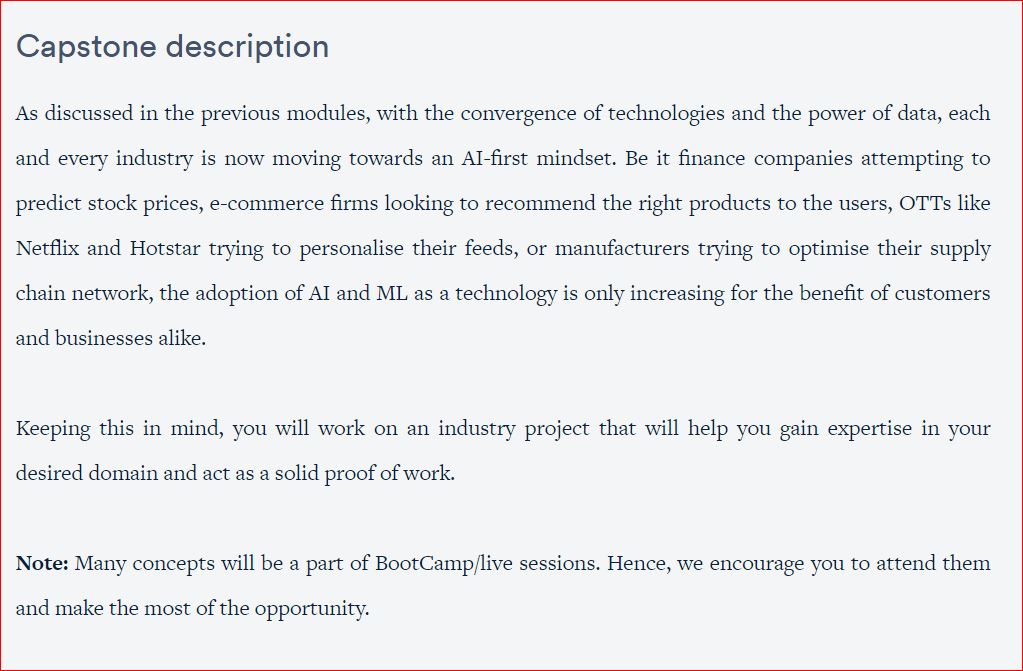 Capstone description
As discussed in the previous modules, with the convergence of technologies and the power of data, each
and every industry is now moving towards an AI-first mindset. Be it finance companies attempting to
predict stock prices, e-commerce firms looking to recommend the right products to the users, OTTs like
Netflix and Hotstar trying to personalise their feeds, or manufacturers trying to optimise their supply
chain network, the adoption of AI and ML as a technology is only increasing for the benefit of customers
and businesses alike.
Keeping this in mind, you will work on an industry project that will help you gain expertise in your
desired domain and act as a solid proof of work.
Note: Many concepts will be a part of BootCamp/live sessions. Hence, we encourage you to attend them
and make the most of the opportunity.